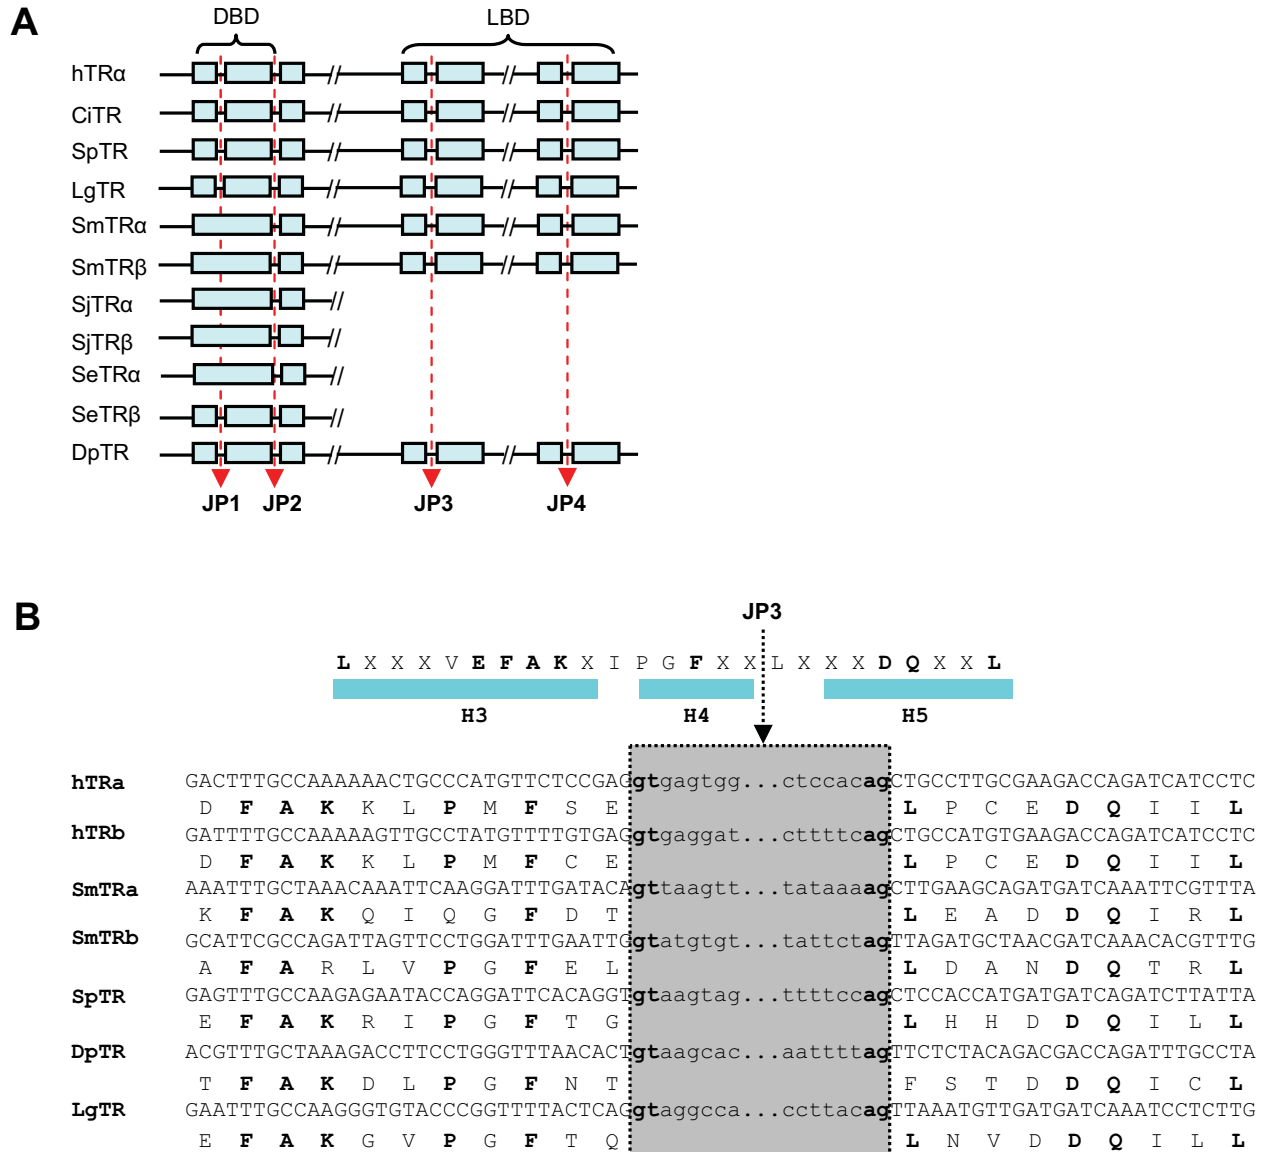 A
DBD LBD
hTRα
CiTR
SpTR
LgTR
SmTRα
SmTRβ
SjTRα
SjTRβ
SeTRα
SeTRβ
DpTR
JP1 JP2 JP3 JP4
B
JP3
L X X X V E F A K X I P G F X X L X X X D Q X X L
H3 H4 H5
hTRa GACTTTGCCAAAAAACTGCCCATGTTCTCCGAGgtgagtgg...ctccacagCTGCCTTGCGAAGACCAGATCATCCTC
D F A K K L P M F S E L P C E D Q I I L
hTRb GATTTTGCCAAAAAGTTGCCTATGTTTTGTGAGgtgaggat...cttttcagCTGCCATGTGAAGACCAGATCATCCTC
D F A K K L P M F C E L P C E D Q I I L
SmTRa AAATTTGCTAAACAAATTCAAGGATTTGATACAgttaagtt...tataaaagCTTGAAGCAGATGATCAAATTCGTTTA
K F A K Q I Q G F D T L E A D D Q I R L
SmTRb GCATTCGCCAGATTAGTTCCTGGATTTGAATTGgtatgtgt...tattctagTTAGATGCTAACGATCAAACACGTTTG
A F A R L V P G F E L L D A N D Q T R L
SpTR GAGTTTGCCAAGAGAATACCAGGATTCACAGGTgtaagtag...ttttccagCTCCACCATGATGATCAGATCTTATTA
E F A K R I P G F T G L H H D D Q I L L
DpTR ACGTTTGCTAAAGACCTTCCTGGGTTTAACACTgtaagcac...aattttagTTCTCTACAGACGACCAGATTTGCCTA
T F A K D L P G F N T F S T D D Q I C L
LgTR GAATTTGCCAAGGGTGTACCCGGTTTTACTCAGgtaggcca...ccttacagTTAAATGTTGATGATCAAATCCTCTTG
E F A K G V P G F T Q L N V D D Q I L L